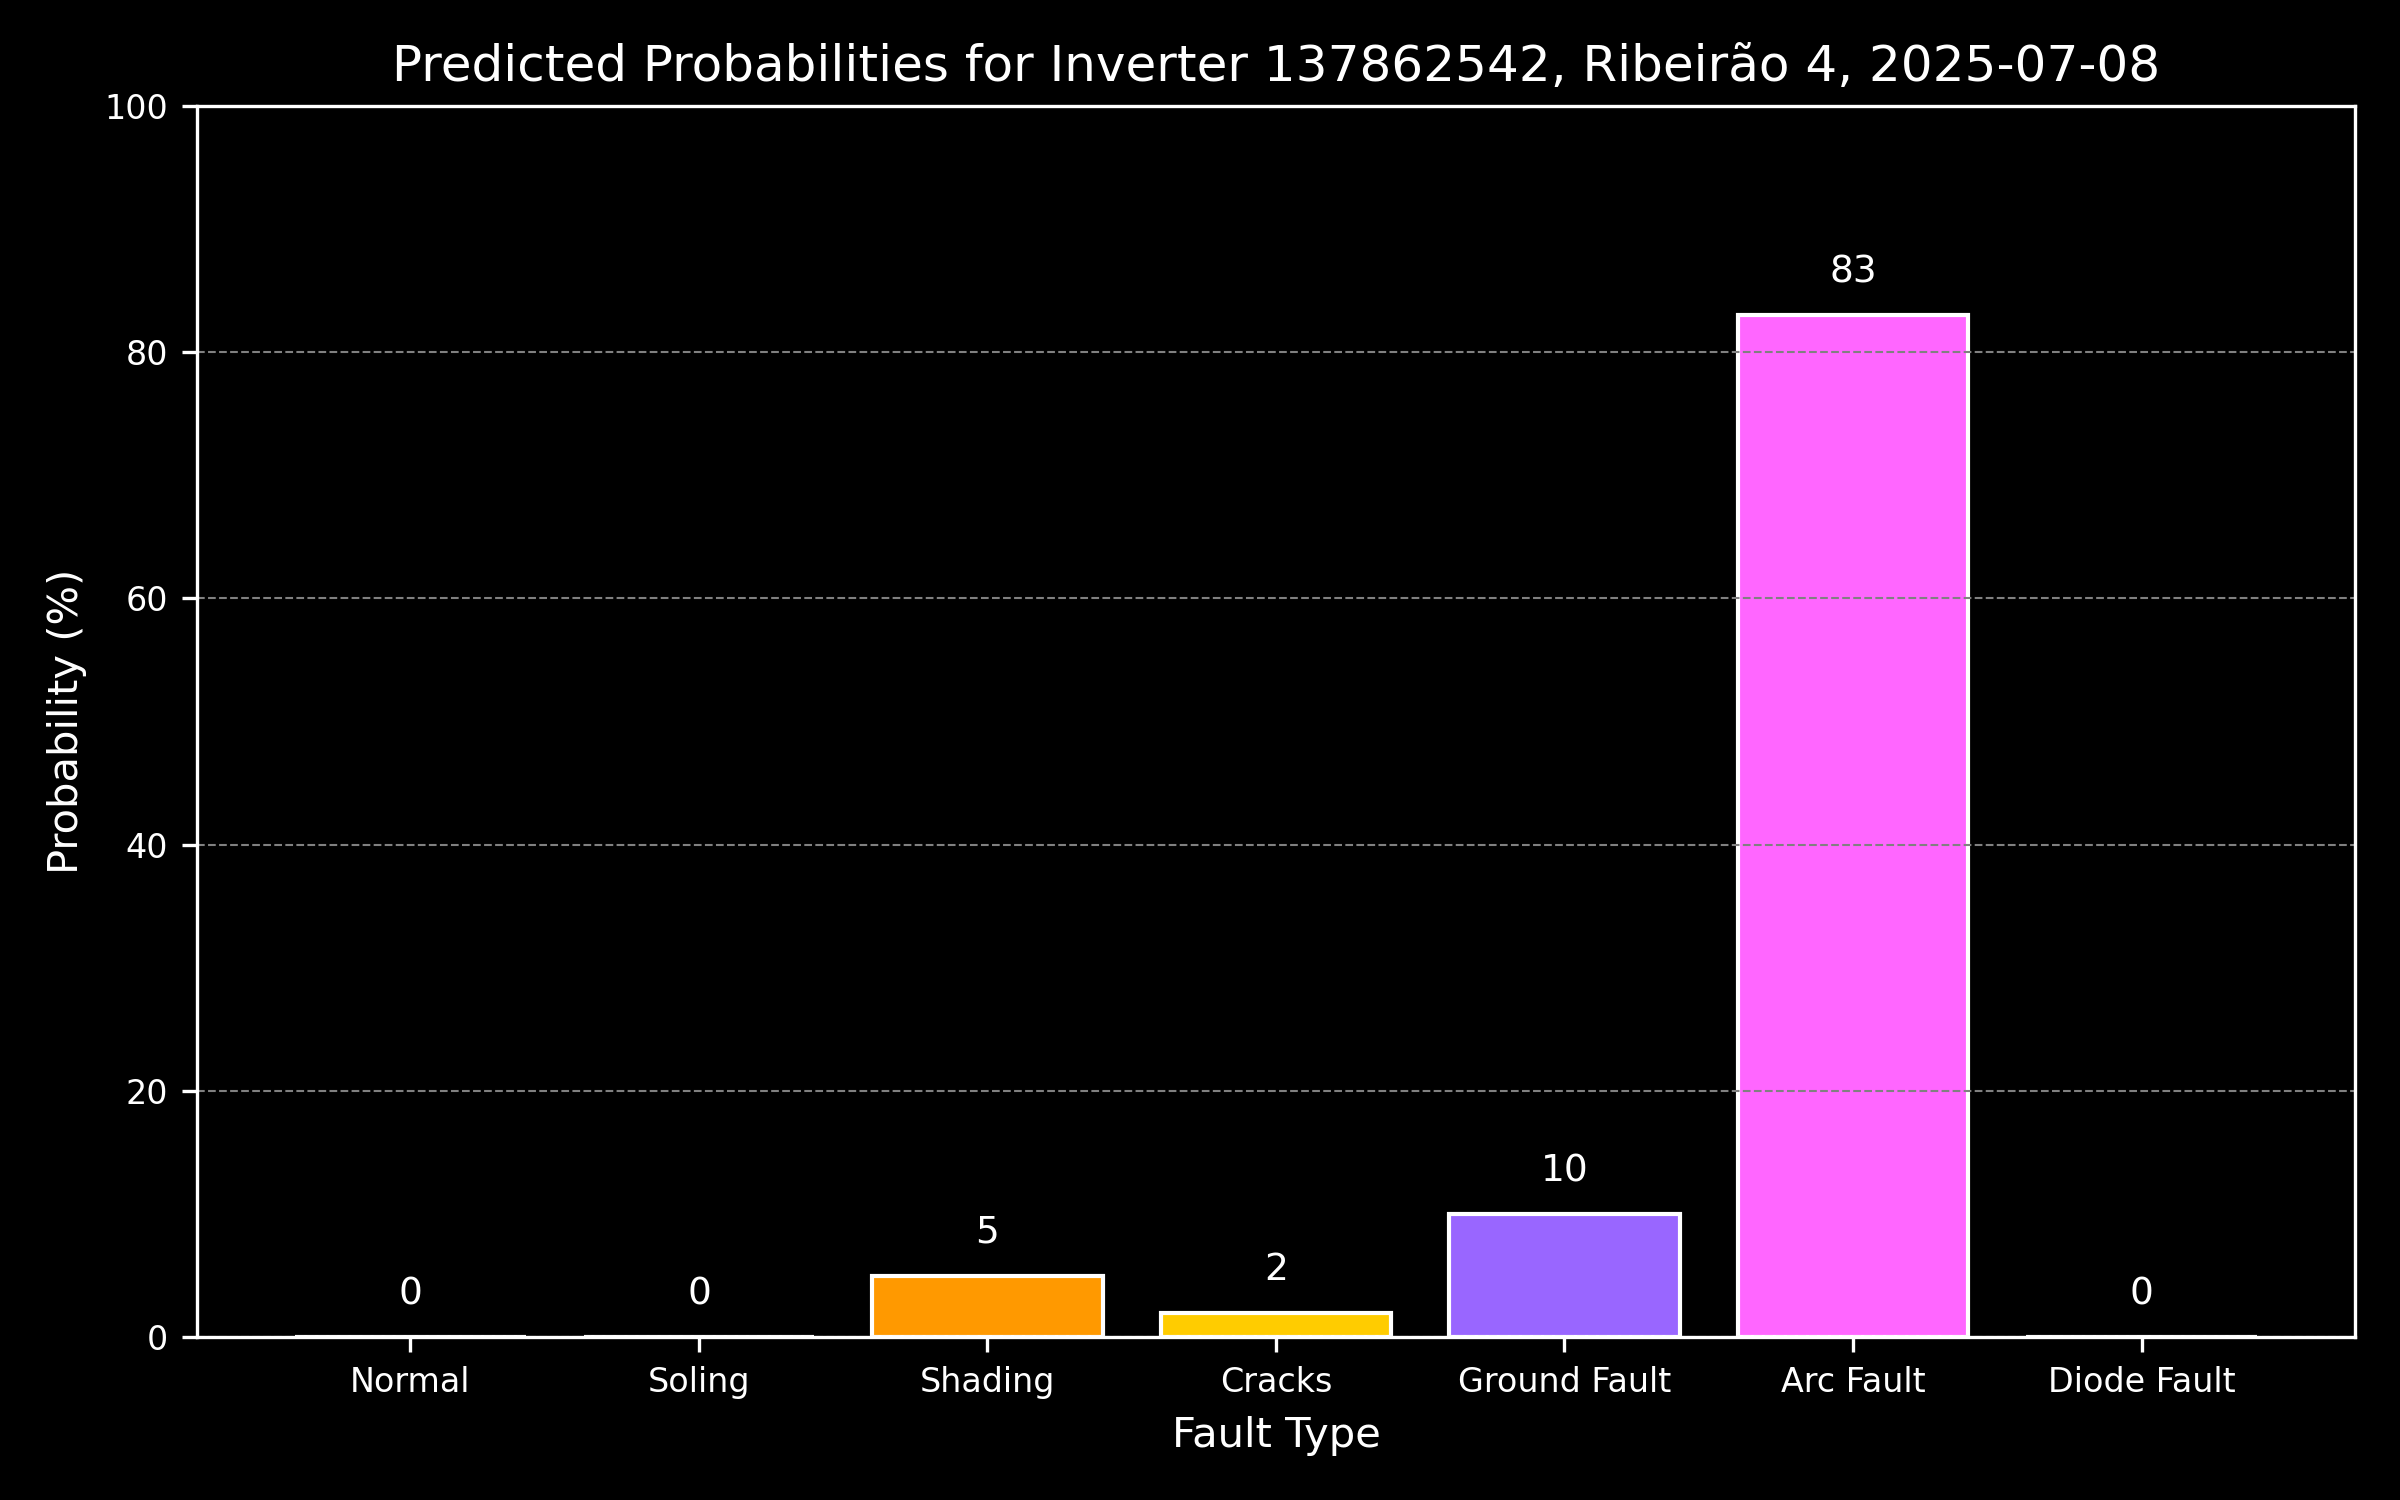 Predicted Probabilities for Inverter 137862542, Ribeirão 4, 2025-07-08
100
80
60
40
20
0
Probability (%)
0
0
5
2
10
83
0
Normal
Soling
Shading
Cracks
Ground Fault
Arc Fault
Diode Fault
Fault Type